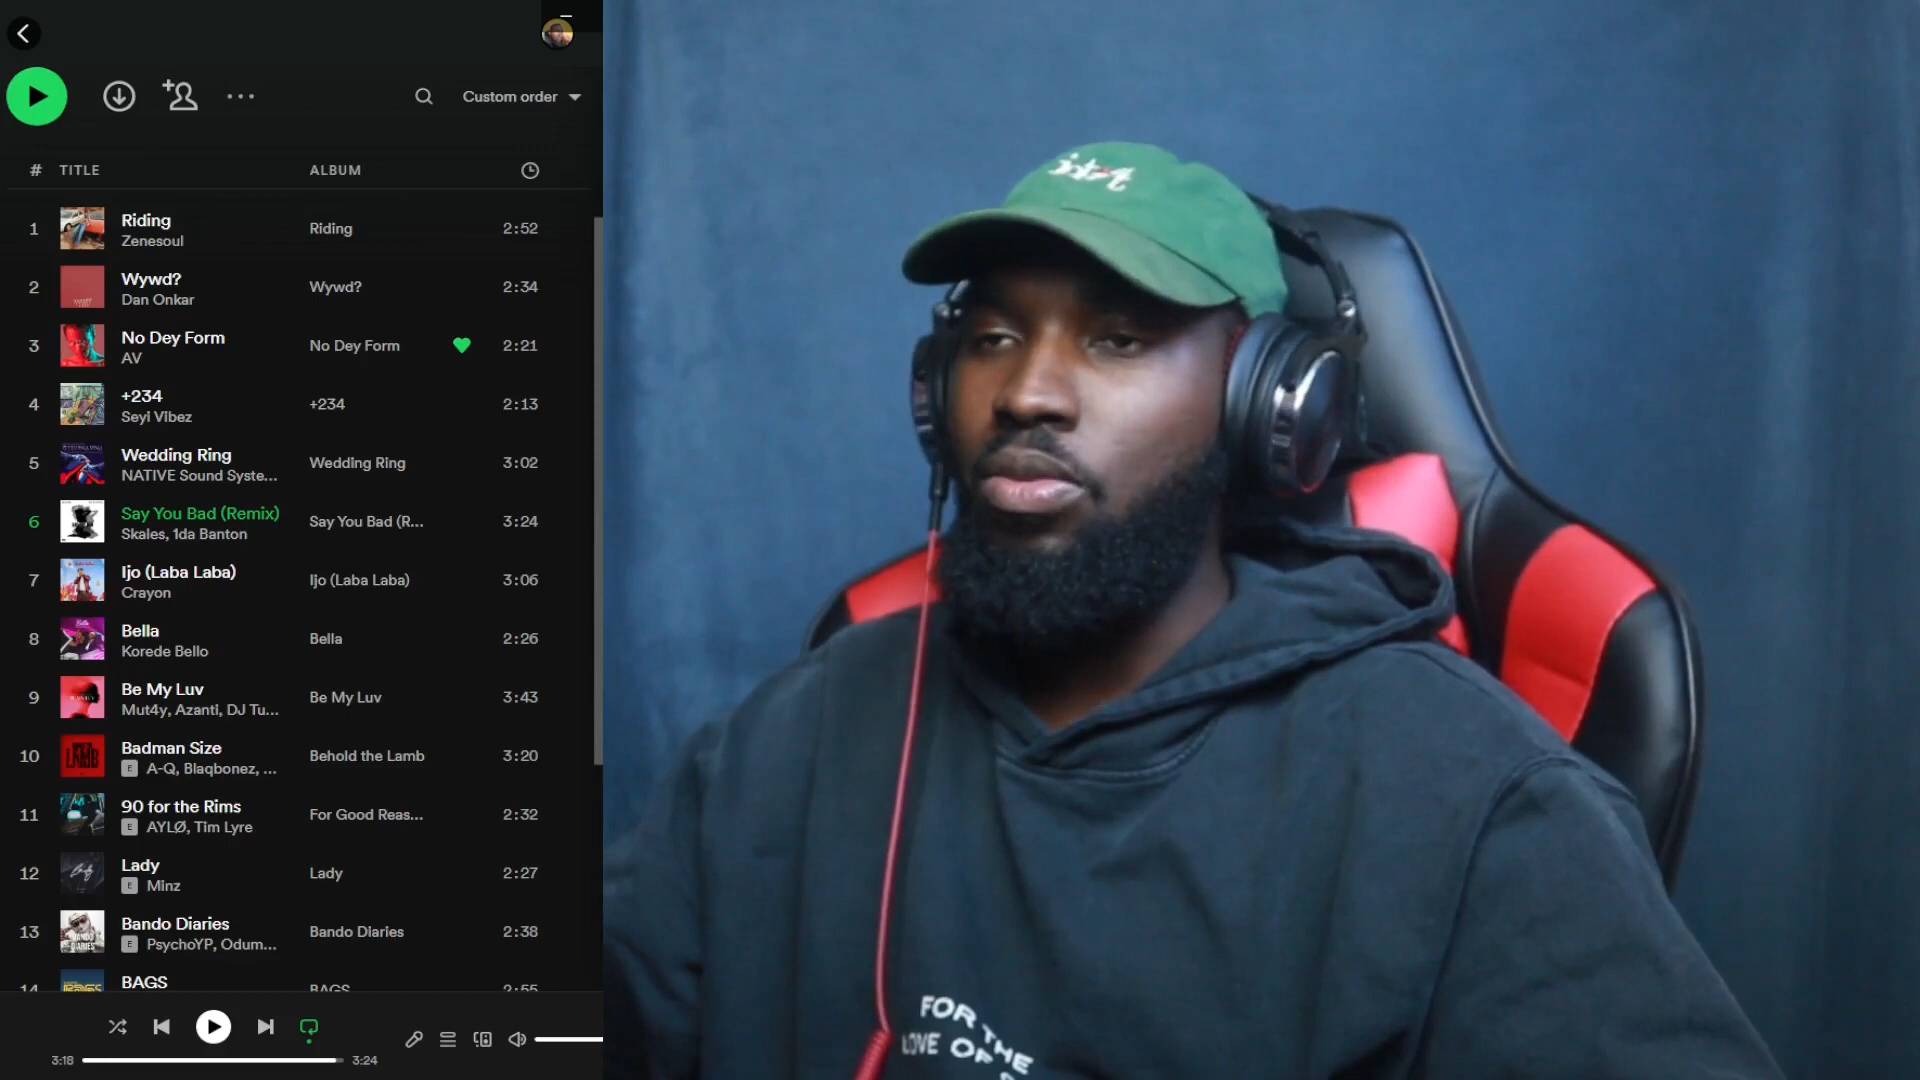 Custom order
# TITLE ALBUM
1 Riding Riding 2:52
Zenesoul
2 Wywd? Wywd? 2:34
Dan Onkar
3 No Dey Form No Dey Form 2:21
AV
4 +234 +234 2:13
Seyi Vibez
5 Wedding Ring Wedding Ring 3:02
NATIVE Sound Syste...
6 Say You Bad (Remix) Say You Bad (R... 3:24
Skales, 1da Banton
7 Ijo (Laba Laba) Ijo (Laba Laba) 3:06
Crayon
8 Bella Bella 2:26
Korede Bello
9 Be My Luv Be My Luv 3:43
Mut4y, Azanti, DJ Tu...
10 Badman Size Behold the Lamb 3:20
E A-Q, Blaqbonez, ...
LAMB
11 90 for the Rims For Good Reas... 2:32
E AYLØ, Tim Lyre
12 Lady Lady 2:27
E Minz
13 Bando Diaries Bando Diaries 2:38
E PsychoYP, Odum...
BANDO
DIARIES
14 BAGS BAGS 2:55
3:18 3:24
FOR THE
LOVE OF